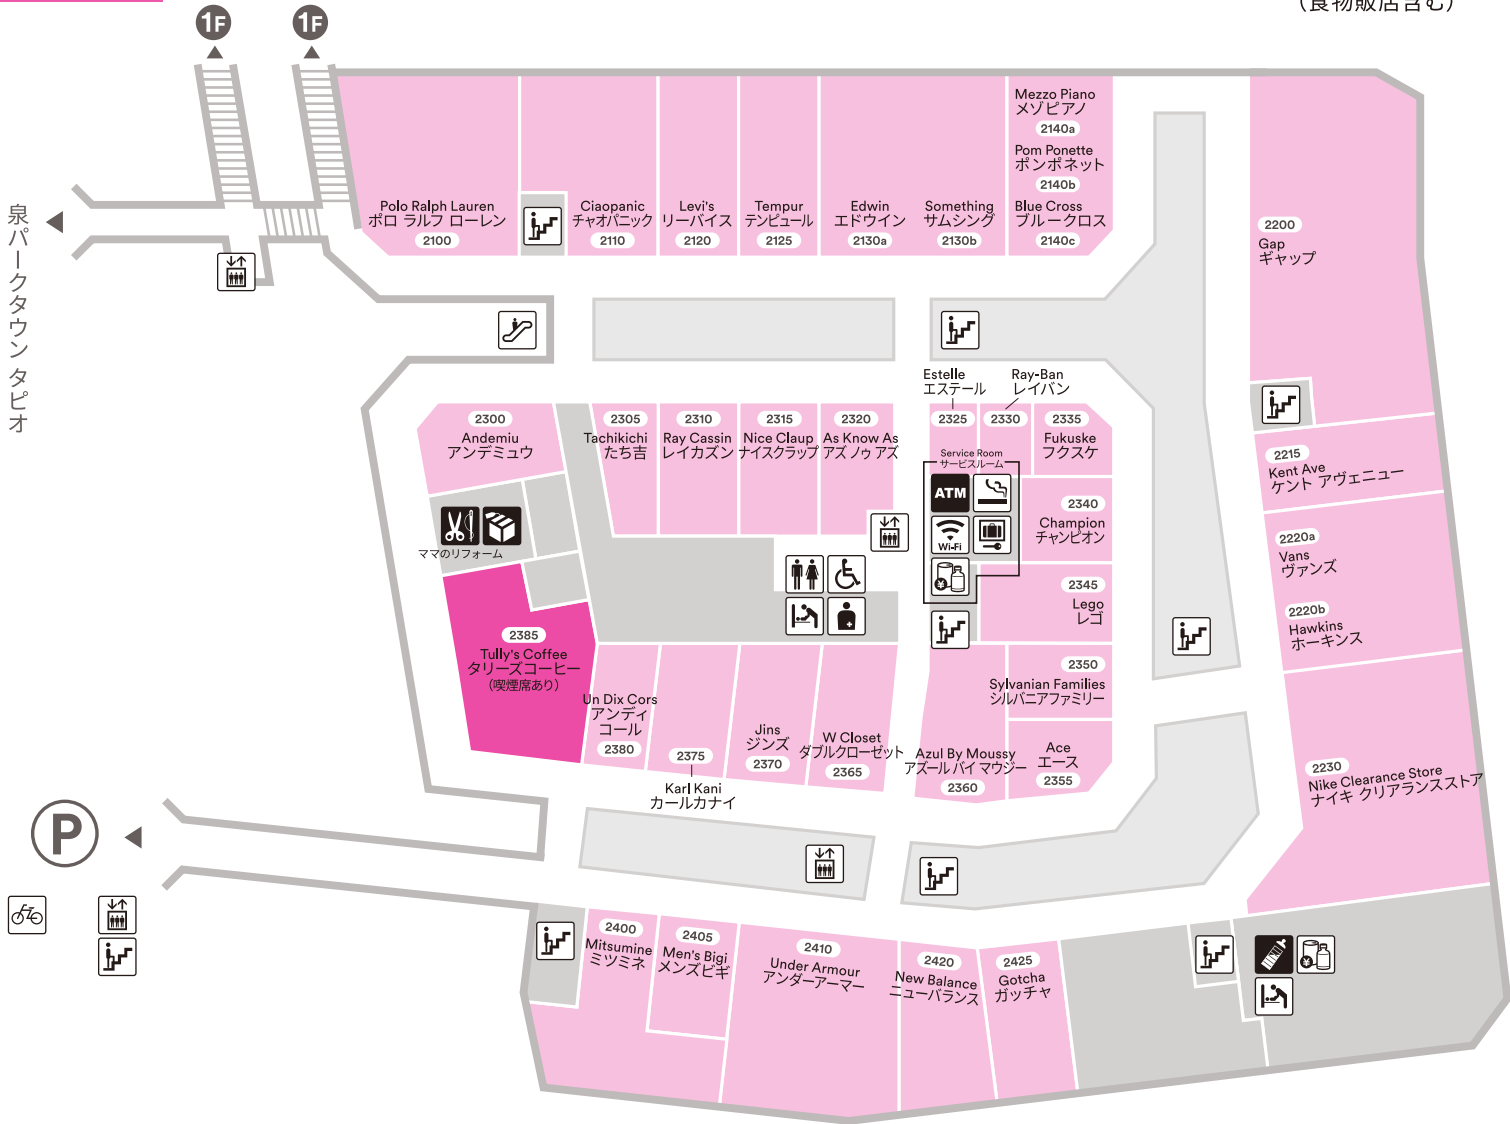 （食物販店含む）
1F
1F
泉パークタウン タピオ
Polo Ralph Lauren
ポロ ラルフ ローレン
2100
Ciaopanic
チャオパニック
2110
Levi's
リーバイス
2120
Tempur
テンピュール
2125
Edwin
エドウイン
2130a
Something
サムシング
2130b
Mezzo Piano
メゾピアノ
2140a
Pom Ponette
ポンポネット
2140b
Blue Cross
ブルークロス
2140c
2200
Gap
ギャップ
2215
Kent Ave
ケント アヴェニュー
2220a
Vans
ヴァンズ
2220b
Hawkins
ホーキンス
2230
Nike Clearance Store
ナイキ クリアランスストア
2300
Andemiu
アンデミュウ
2305
Tachikichi
たち吉
2310
Ray Cassin
レイカズン
2315
Nice Claup
ナイスクラップ
2320
As Know As
アズ ノゥ アズ
Estelle
エステール
2325
Ray-Ban
レイバン
2330
2335
Fukuske
フクスケ
Service Room
サービスルーム
ATM
Wi-Fi
2340
Champion
チャンピオン
2345
Lego
レゴ
2350
Sylvanian Families
シルバニアファミリー
Ace
エース
2355
Azul By Moussy
アズール バイ マウジー
2360
W Closet
ダブルクローゼット
2365
Jins
ジンズ
2370
2375
Karl Kani
カールカナイ
Un Dix Cors
アンディ
コール
2380
2385
Tully's Coffee
タリーズコーヒー
(喫煙席あり)
ママのリフォーム
P
2400
Mitsumine
ミツミネ
2405
Men's Bigi
メンズビギ
2410
Under Armour
アンダーアーマー
2420
New Balance
ニューバランス
2425
Gotcha
ガッチャ